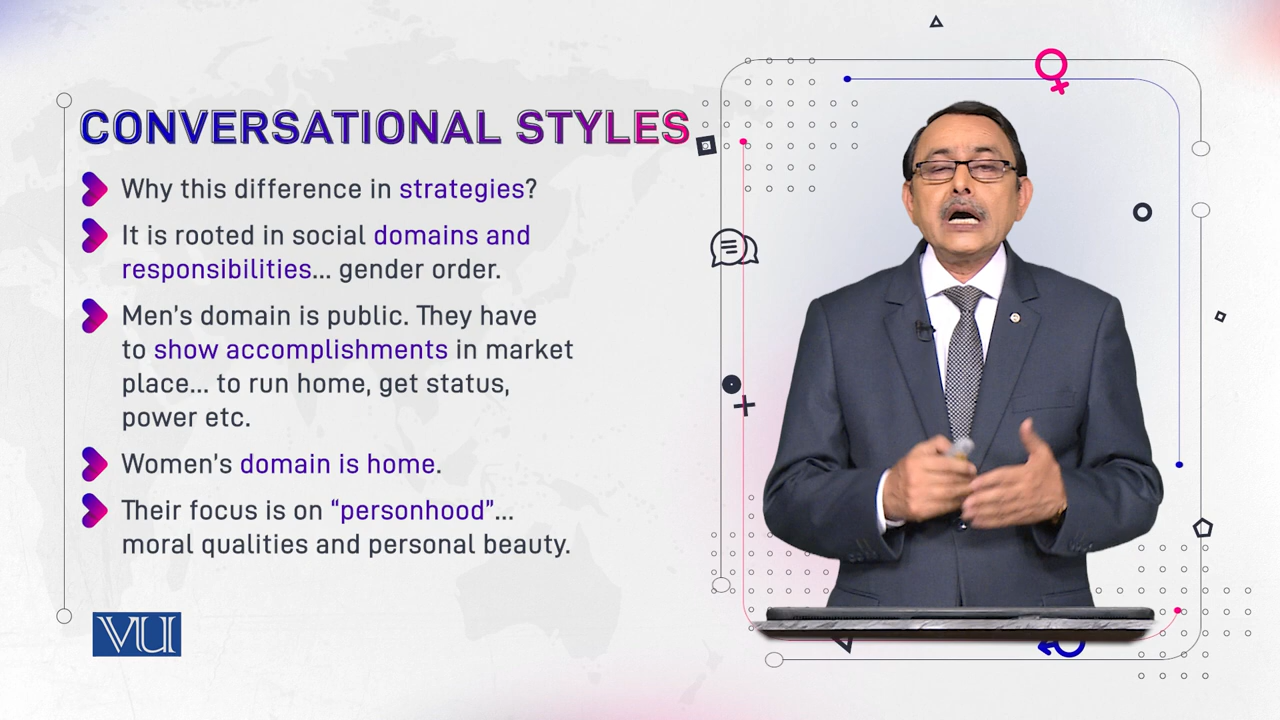 CONVERSATIONAL STYLES
Why this difference in strategies?
It is rooted in social domains and
responsibilities... gender order.
Men's domain is public. They have
to show accomplishments in market
place... to run home, get status,
power etc.
Women's domain is home.
Their focus is on “personhood”...
moral qualities and personal beauty.
VU